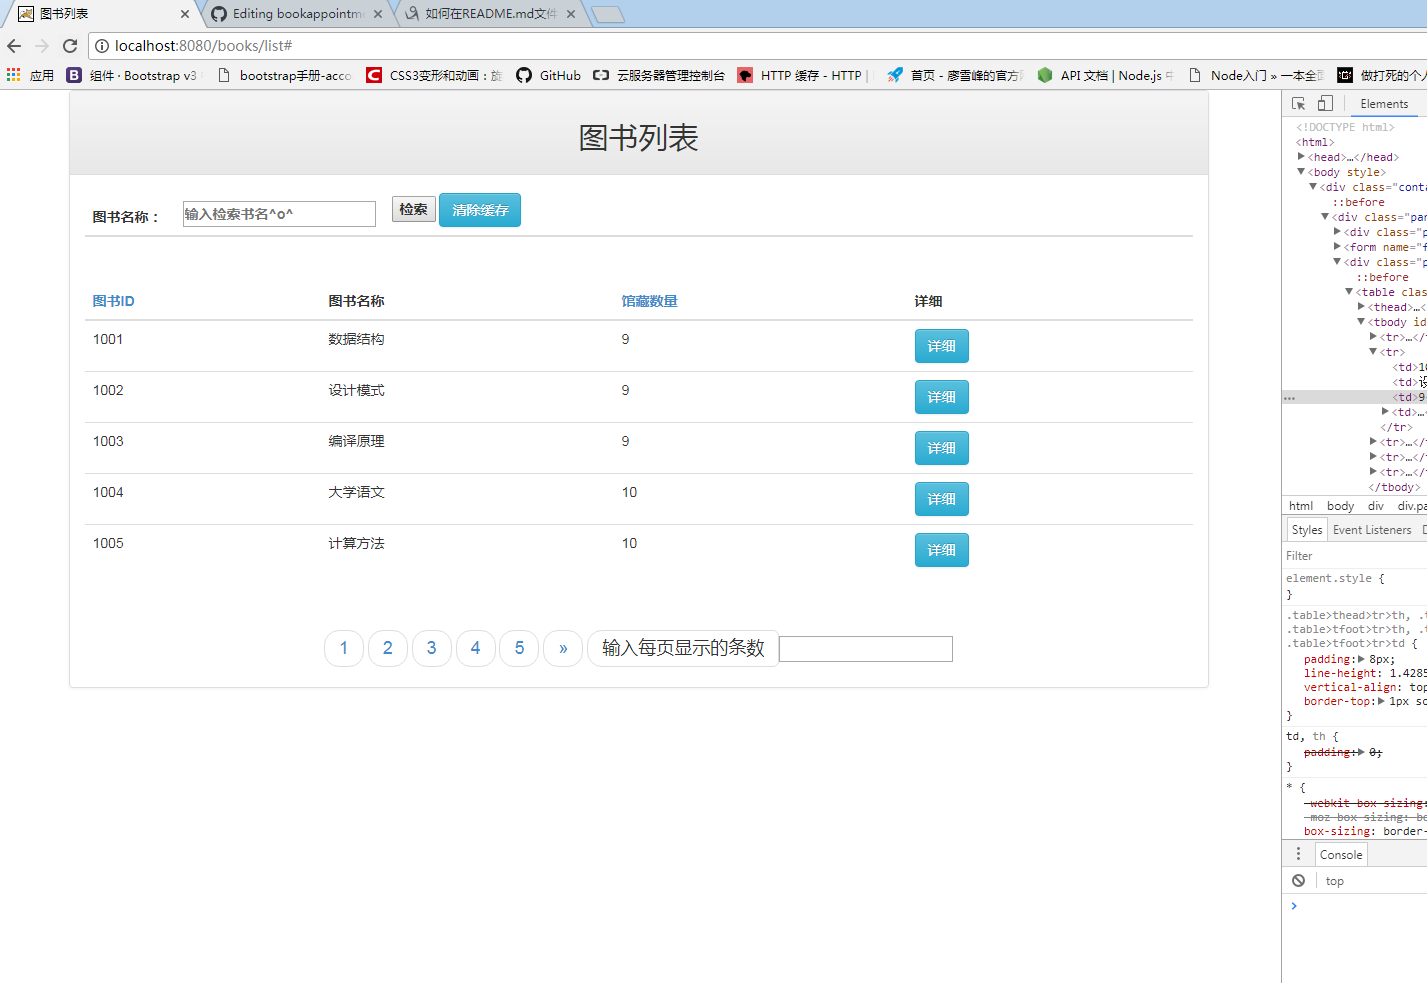 图书列表
Editing bookappointm
如何在README.md文件
localhost:8080/books/list#
应用
组件 · Bootstrap v3
bootstrap手册-acco
CSS3变形和动画：旋
GitHub
云服务器管理控制台
HTTP 缓存 - HTTP |
首页 - 廖雪峰的官方
API 文档 | Node.js 中
Node入门 » 一本全面
做打死的个人
图书列表
图书名称： 输入检索书名^o^ 检索 清除缓存
图书ID 图书名称 馆藏数量 详细
1001 数据结构 9 详细
1002 设计模式 9 详细
1003 编译原理 9 详细
1004 大学语文 10 详细
1005 计算方法 10 详细
1 2 3 4 5 » 输入每页显示的条数
Elements
<!DOCTYPE html>
<html>
<head>…</head>
<body style>
<div class="conta
::before
<div class="par
<div class="p
<form name="f
<div class="p
::before
<table clas
<thead>…<
<tbody id
<tr>…</t
<tr>
<td>10
<td>设
… <td>9
<td>…<
</tr>
<tr>…</t
<tr>…</t
<tr>…</t
</tbody>
html body div div.pa
Styles Event Listeners D
Filter
element.style {
}
.table>thead>tr>th, .t
.table>tfoot>tr>th, .t
.table>tfoot>tr>td {
padding: 8px;
line-height: 1.4285
vertical-align: top
border-top: 1px so
}
td, th {
padding: 0;
}
* {
-webkit-box-sizing:
-moz-box-sizing: bo
box-sizing: border-
Console
top
>